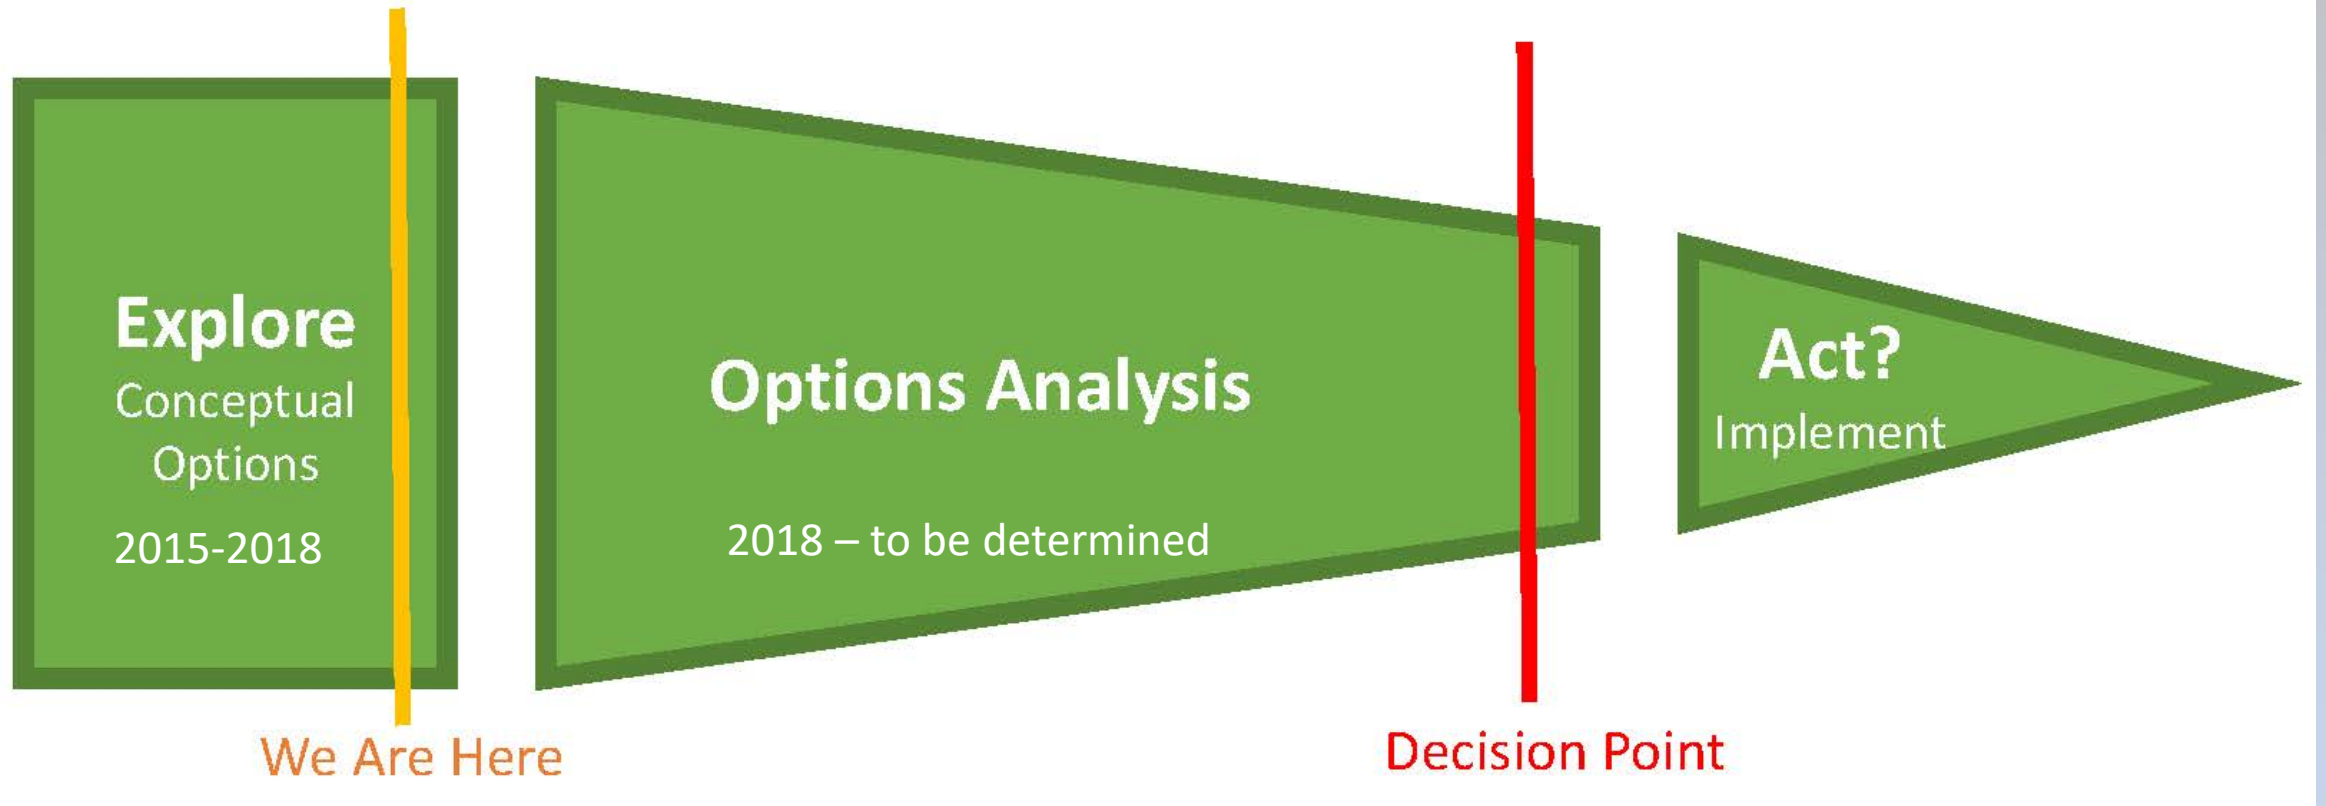 Explore
Conceptual
Options
2015-2018
Options Analysis
2018 – to be determined
Act?
Implement
We Are Here
Decision Point